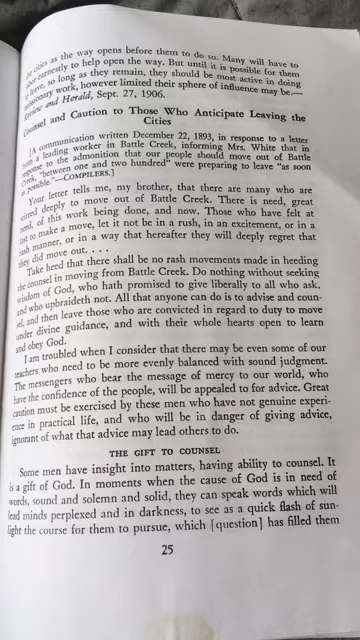 cities as the way opens before them to do so. Many will have to
labor earnestly to help open the way. But until it is possible for them
to leave, so long as they remain, they should be most active in doing
missionary work, however limited their sphere of influence may be.—
Review and Herald, Sept. 27, 1906.
Counsel and Caution to Those Who Anticipate Leaving the
Cities
[A communication written December 22, 1893, in response to a letter
from a leading worker in Battle Creek, informing Mrs. White that in
response to the admonition that our people should move out of Battle
Creek, "between one and two hundred" were preparing to leave "as soon
as possible."—COMPILERS.]
Your letter tells me, my brother, that there are many who are
stirred deeply to move out of Battle Creek. There is need, great
need, of this work being done, and now. Those who have felt at
last to make a move, let it not be in a rush, in an excitement, or in a
rash manner, or in a way that hereafter they will deeply regret that
they did move out. . . . .
Take heed that there shall be no rash movements made in heeding
the counsel in moving from Battle Creek. Do nothing without seeking
wisdom of God, who hath promised to give liberally to all who ask,
and who upbraideth not. All that anyone can do is to advise and coun-
sel, and then leave those who are convicted in regard to duty to move
under divine guidance, and with their whole hearts open to learn
and obey God.
I am troubled when I consider that there may be even some of our
teachers who need to be more evenly balanced with sound judgment.
The messengers who bear the message of mercy to our world, who
have the confidence of the people, will be appealed to for advice. Great
caution must be exercised by these men who have not genuine experi-
ence in practical life, and who will be in danger of giving advice,
ignorant of what that advice may lead others to do.
THE GIFT TO COUNSEL
Some men have insight into matters, having ability to counsel. It
is a gift of God. In moments when the cause of God is in need of
words, sound and solemn and solid, they can speak words which will
lead minds perplexed and in darkness, to see as a quick flash of sun-
light the course for them to pursue, which [question] has filled them
25